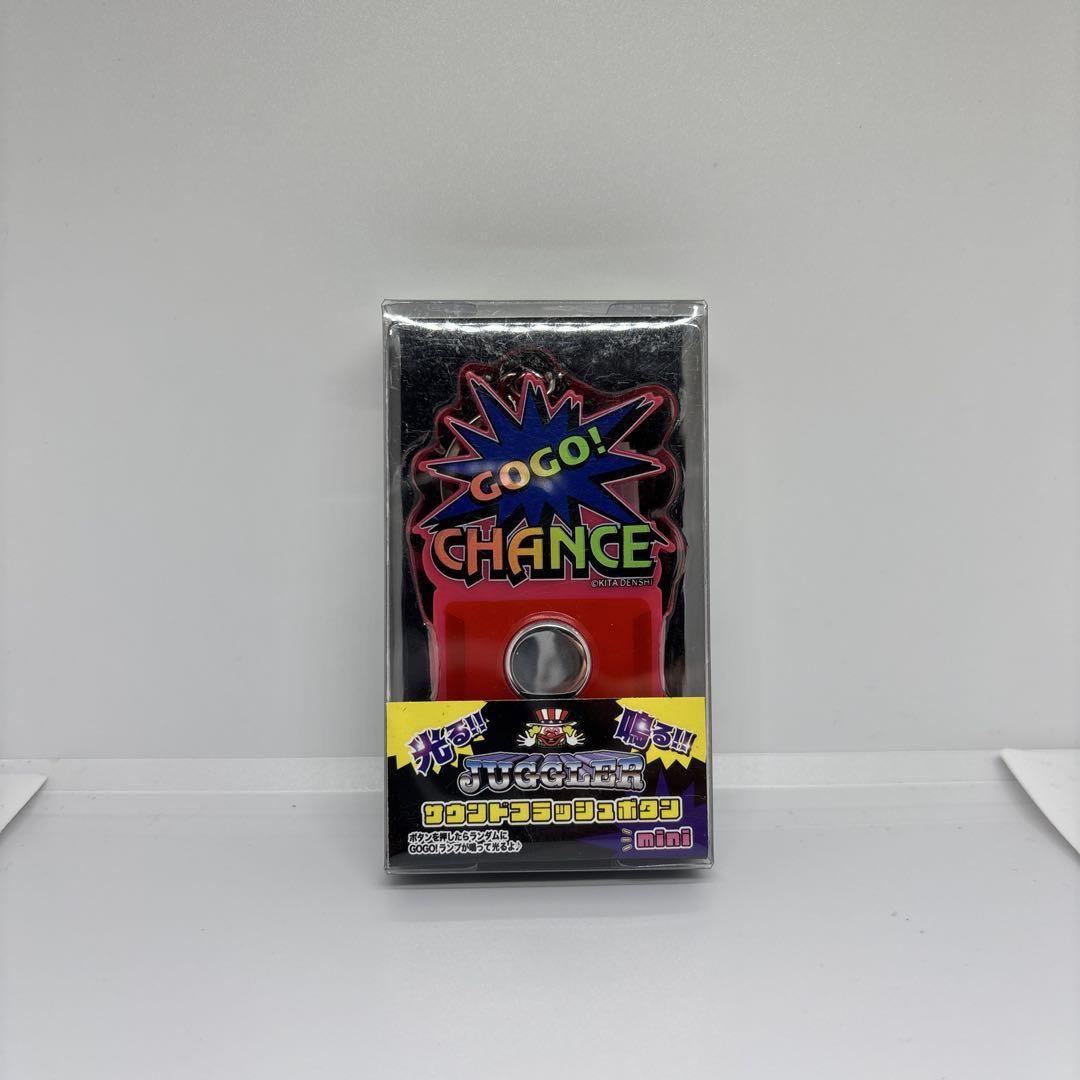 GOGO!
CHANCE
©KITA DENSHI
光る!!
鳴る!!
JUGGLER
サウンドフラッシュボタン
mini
ボタンを押したらランダムに
GOGO!ランプが鳴って光るよ♪